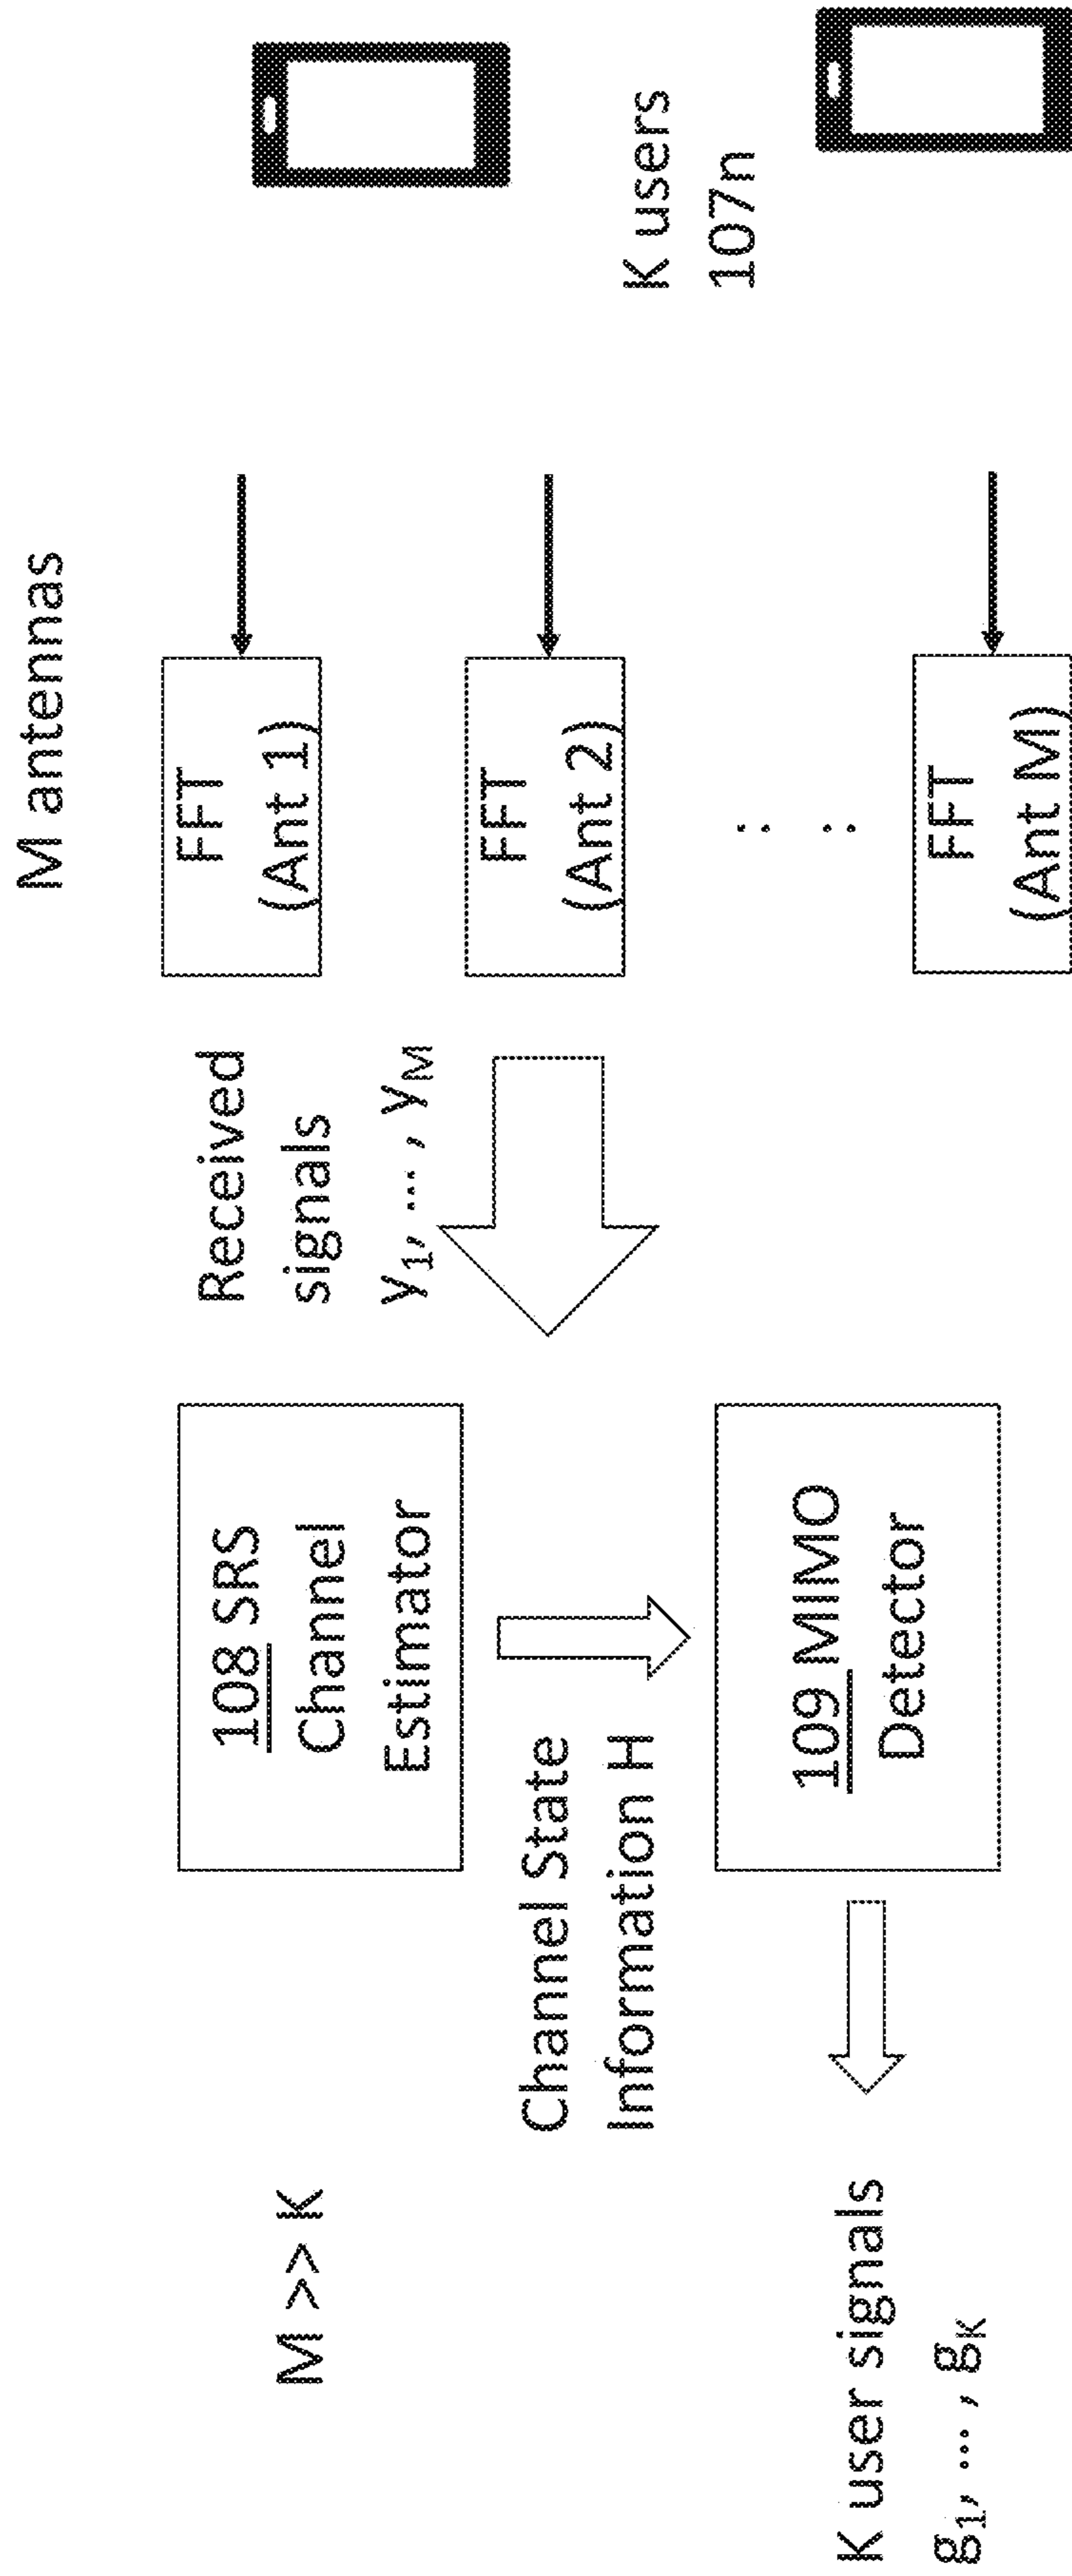 M >> K
K user signals
g1, ... , gK
108 SRS
Channel
Estimator
Channel State
Information H
109 MIMO
Detector
Received
signals
y1, ... , yM
M antennas
FFT
(Ant 1)
FFT
(Ant 2)
. . . .
FFT
(Ant M)
K users
107n